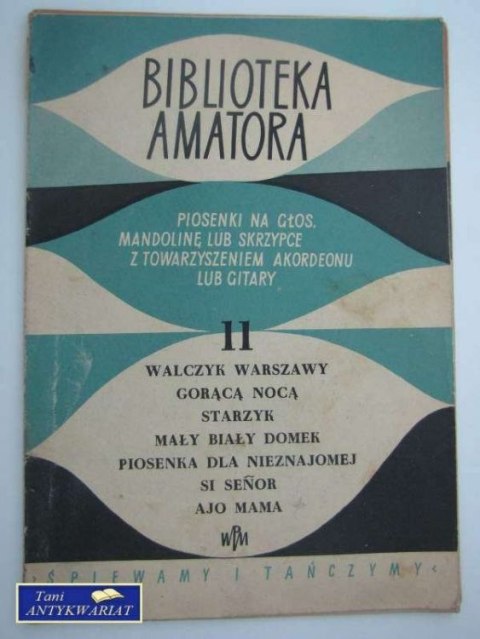 BIBLIOTEKA
AMATORA
PIOSENKI NA GŁOS,
MANDOLINĘ LUB SKRZYPCE
Z TOWARZYSZENIEM AKORDEONU
LUB GITARY
11
WALCZYK WARSZAWY
GORĄCĄ NOCĄ
STARZYK
MAŁY BIAŁY DOMEK
PIOSENKA DLA NIEZNAJOMEJ
SI SEÑOR
AJO MAMA
PWM
›ŚPIEWAMY I TAŃCZYMY‹
Tani
ANTYKWARIAT